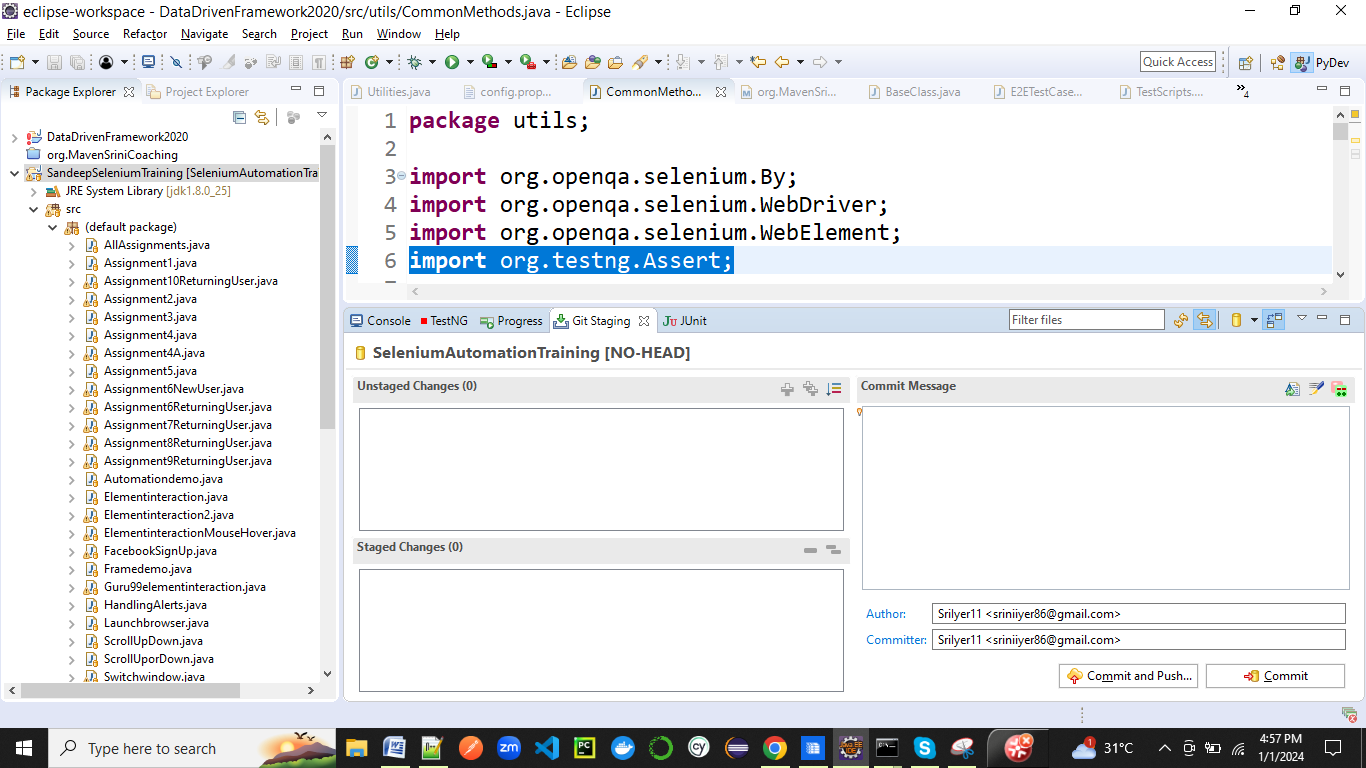 eclipse-workspace - DataDrivenFramework2020/src/utils/CommonMethods.java - Eclipse
File Edit Source Refactor Navigate Search Project Run Window Help
Quick Access
PyDev
Package Explorer
Project Explorer
DataDrivenFramework2020
org.MavenSriniCoaching
SandeepSeleniumTraining [SeleniumAutomationTra
JRE System Library [jdk1.8.0_25]
src
(default package)
AllAssignments.java
Assignment1.java
Assignment10ReturningUser.java
Assignment2.java
Assignment3.java
Assignment4.java
Assignment4A.java
Assignment5.java
Assignment6NewUser.java
Assignment6ReturningUser.java
Assignment7ReturningUser.java
Assignment8ReturningUser.java
Assignment9ReturningUser.java
Automationdemo.java
Elementinteraction.java
Elementinteraction2.java
ElementinteractionMouseHover.java
FacebookSignUp.java
Framedemo.java
Guru99elementinteraction.java
HandlingAlerts.java
Launchbrowser.java
ScrollUpDown.java
ScrollUporDown.java
Switchwindow.java
Utilities.java config.prop... CommonMetho... org.MavenSri... BaseClass.java E2ETestCase... TestScripts.... 4
1 package utils;
2
3 import org.openqa.selenium.By;
4 import org.openqa.selenium.WebDriver;
5 import org.openqa.selenium.WebElement;
6 import org.testng.Assert;
Console TestNG Progress Git Staging JUnit
Filter files
SeleniumAutomationTraining [NO-HEAD]
Unstaged Changes (0)
Staged Changes (0)
Commit Message
Author: SriIyer11 <sriniiyer86@gmail.com>
Committer: SriIyer11 <sriniiyer86@gmail.com>
Commit and Push... Commit
Type here to search
zm
PC
cy
31°C
4:57 PM
1/1/2024